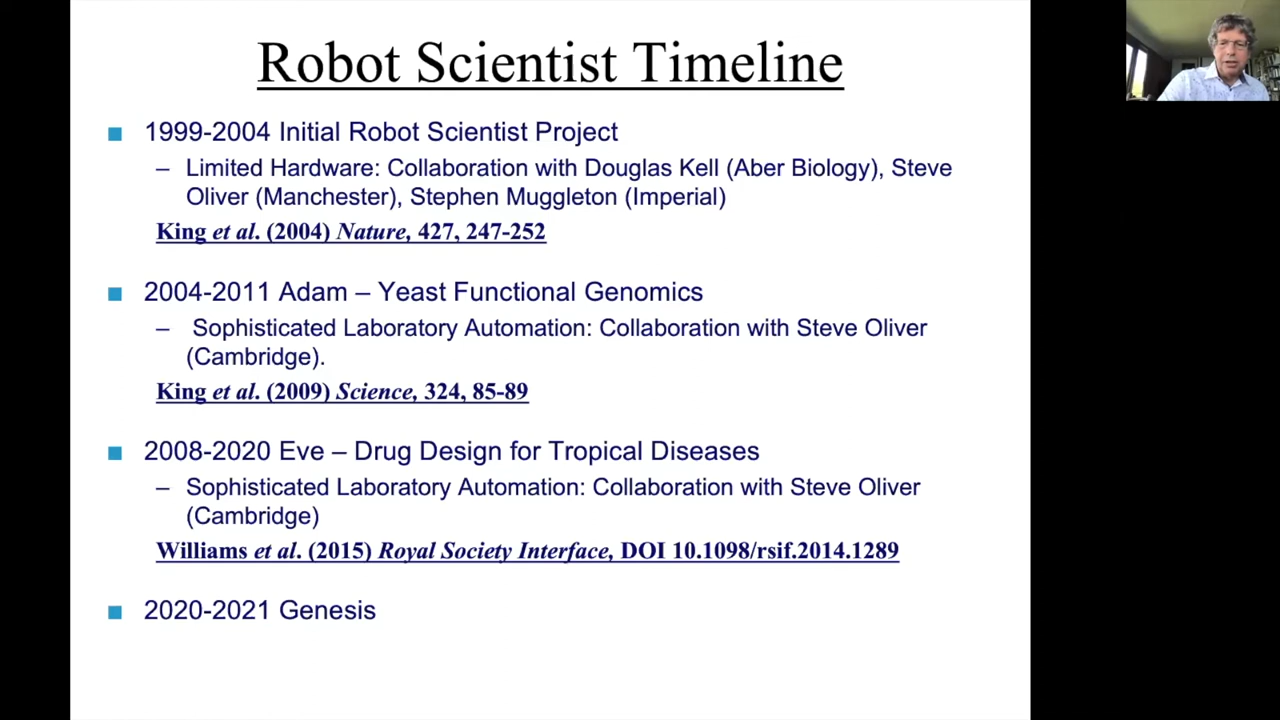 Robot Scientist Timeline
1999-2004 Initial Robot Scientist Project
– Limited Hardware: Collaboration with Douglas Kell (Aber Biology), Steve
Oliver (Manchester), Stephen Muggleton (Imperial)
King et al. (2004) Nature, 427, 247-252
2004-2011 Adam – Yeast Functional Genomics
– Sophisticated Laboratory Automation: Collaboration with Steve Oliver
(Cambridge).
King et al. (2009) Science, 324, 85-89
2008-2020 Eve – Drug Design for Tropical Diseases
– Sophisticated Laboratory Automation: Collaboration with Steve Oliver
(Cambridge)
Williams et al. (2015) Royal Society Interface, DOI 10.1098/rsif.2014.1289
2020-2021 Genesis